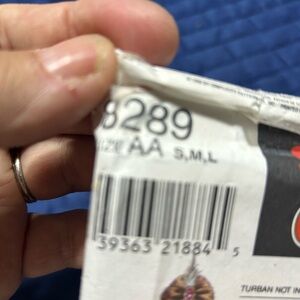 8289
SIZE AA S,M,L
39363 21884 5
TURBAN NOT IN